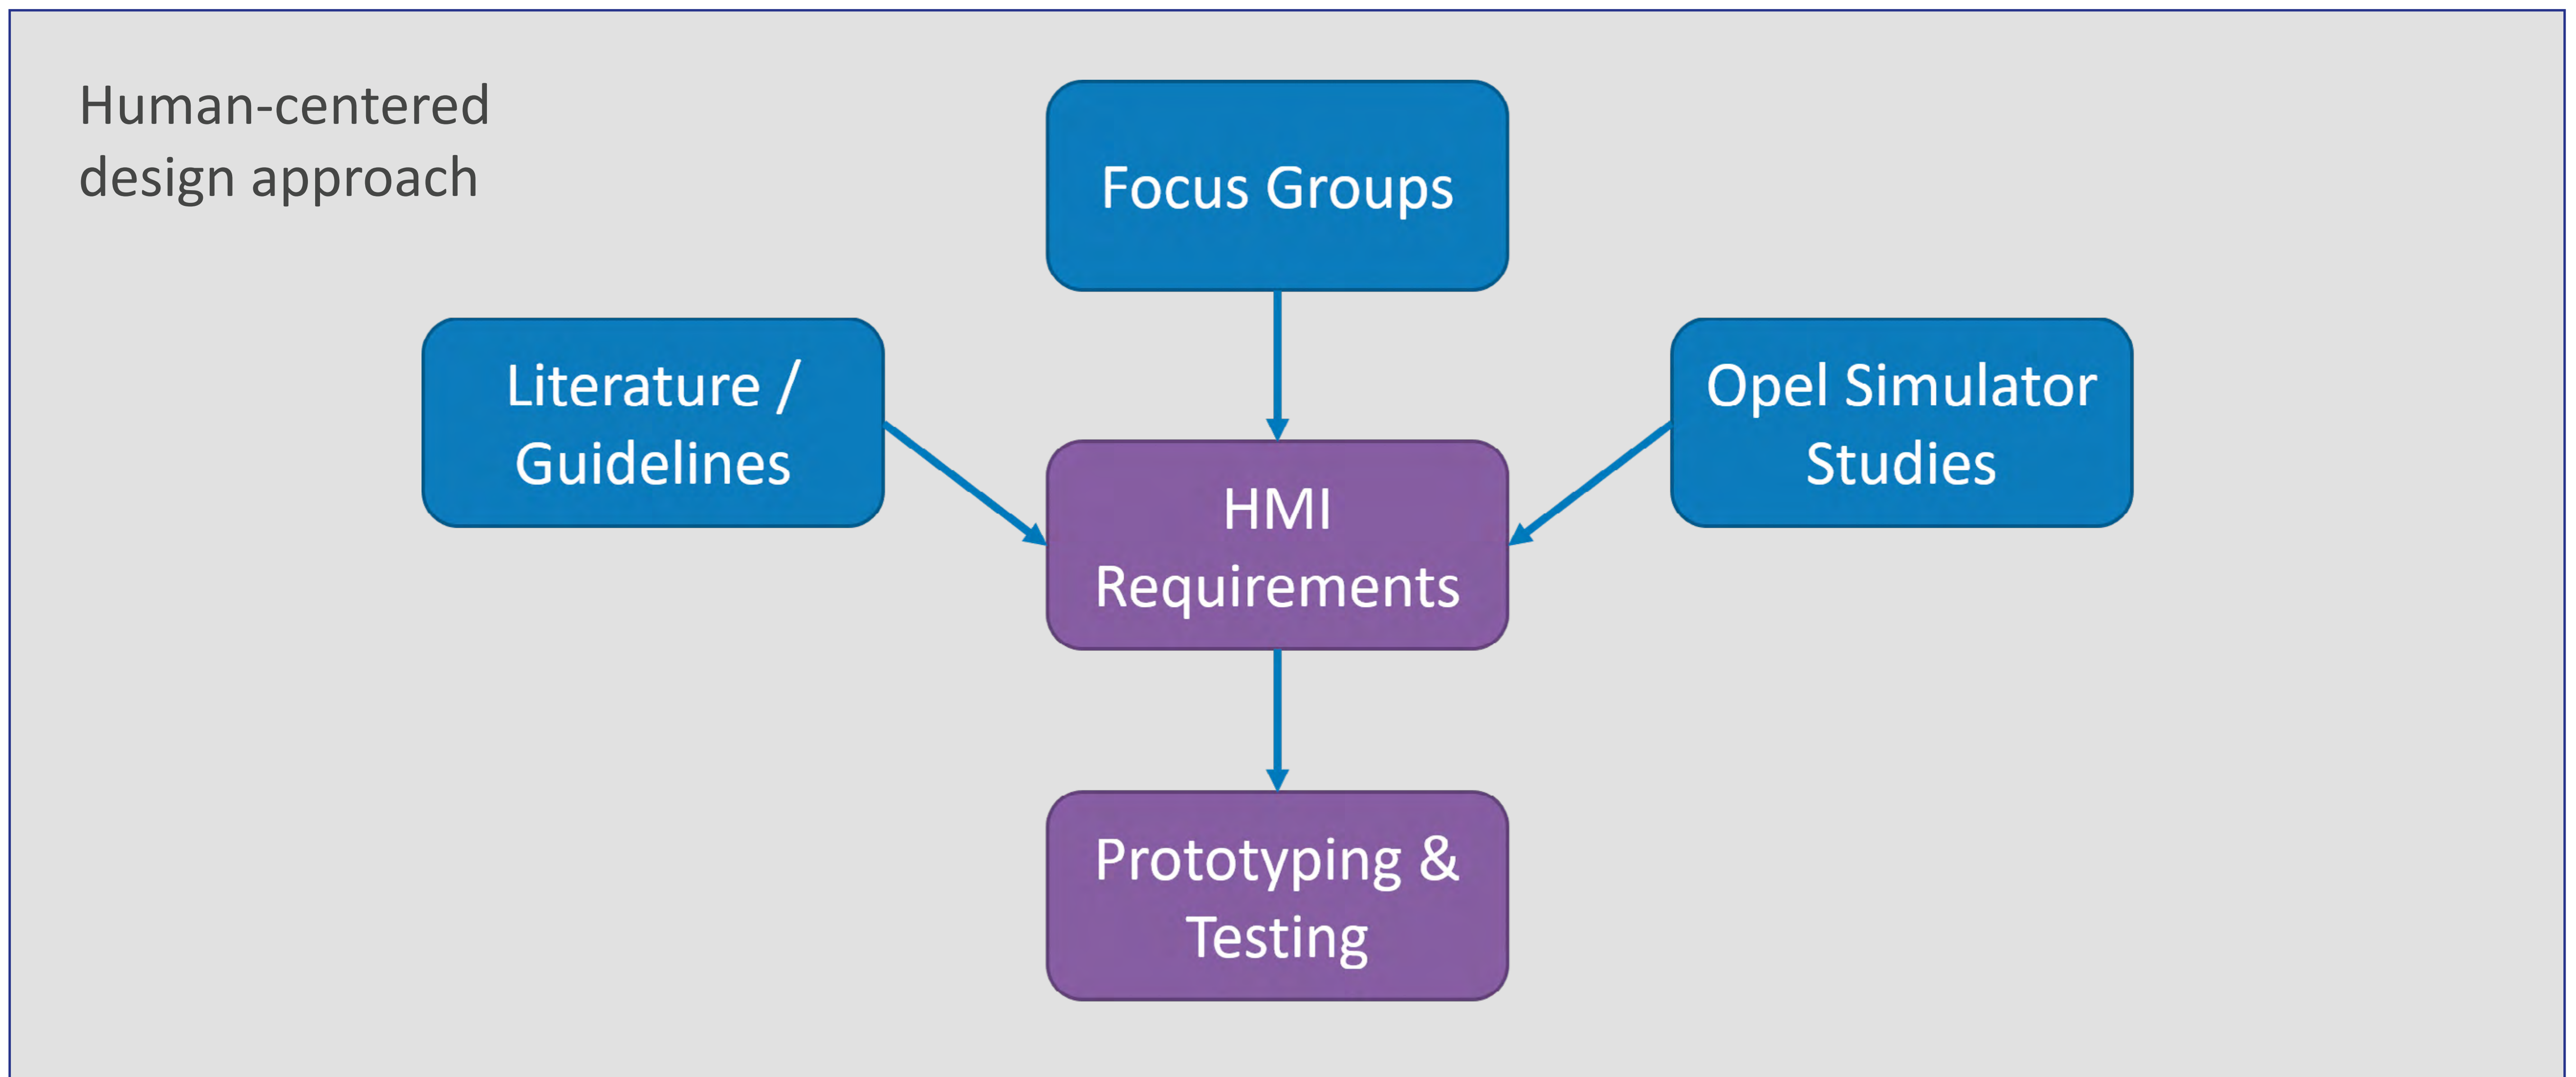 Human-centered
design approach
Focus Groups
Literature /
Guidelines
Opel Simulator
Studies
HMI
Requirements
Prototyping &
Testing